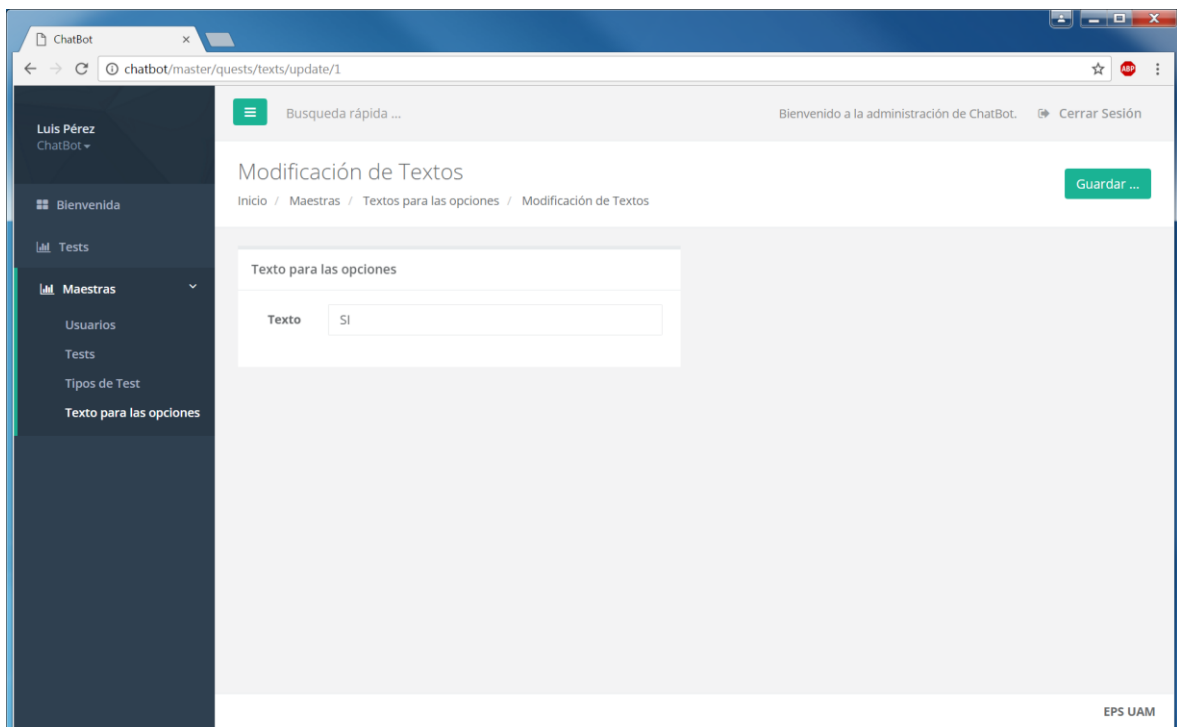 ChatBot
chatbot/master/quests/texts/update/1
ABP
Luis Pérez
ChatBot
Bienvenida
Tests
Maestras
Usuarios
Tests
Tipos de Test
Texto para las opciones
Busqueda rápida ...
Bienvenido a la administración de ChatBot.
Cerrar Sesión
Modificación de Textos
Inicio / Maestras / Textos para las opciones / Modificación de Textos
Guardar ...
Texto para las opciones
Texto SI
EPS UAM